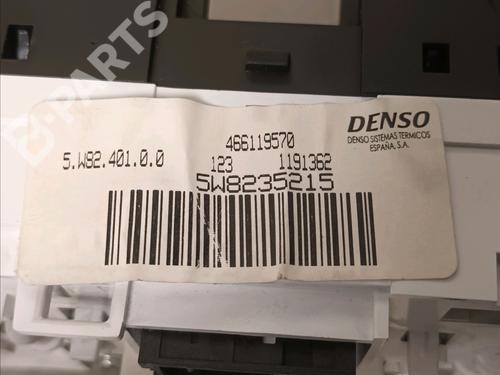 B-PARTS
466119570
DENSO
DENSO SISTEMAS TERMICOS
ESPAÑA, S.A.
5.W82.401.0.0
123 1191362
5W8235215